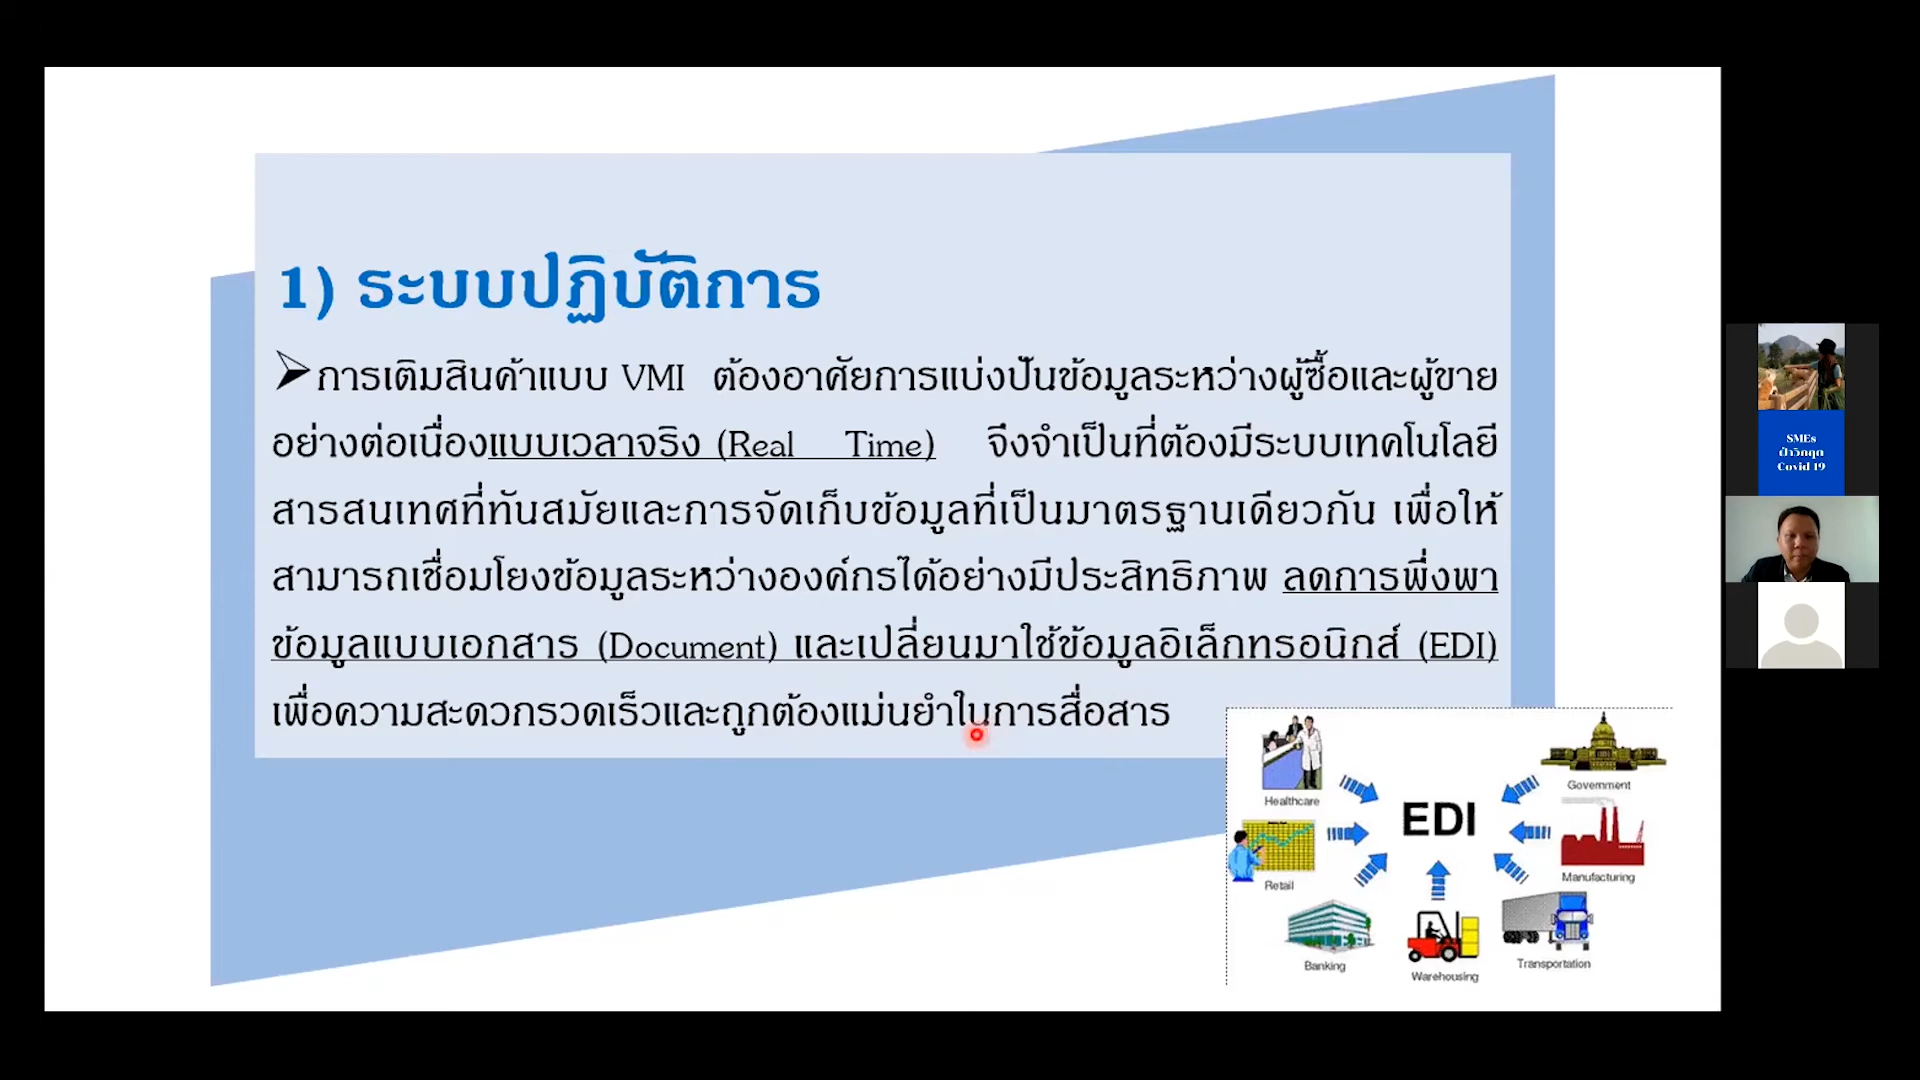 1) ระบบปฏิบัติการ
➢การเติมสินค้าแบบ VMI ต้องอาศัยการแบ่งปันข้อมูลระหว่างผู้ซื้อและผู้ขาย
อย่างต่อเนื่องแบบเวลาจริง (Real Time) จึงจำเป็นที่ต้องมีระบบเทคโนโลยี
สารสนเทศที่ทันสมัยและการจัดเก็บข้อมูลที่เป็นมาตรฐานเดียวกัน เพื่อให้
สามารถเชื่อมโยงข้อมูลระหว่างองค์กรได้อย่างมีประสิทธิภาพ ลดการพึ่งพา
ข้อมูลแบบเอกสาร (Document) และเปลี่ยนมาใช้ข้อมูลอิเล็กทรอนิกส์ (EDI)
เพื่อความสะดวกรวดเร็วและถูกต้องแม่นยำในการสื่อสาร
Healthcare
Government
EDI
Retail
Manufacturing
Banking
Warehousing
Transportation
SMEs
ฝ่าวิกฤต
Covid 19